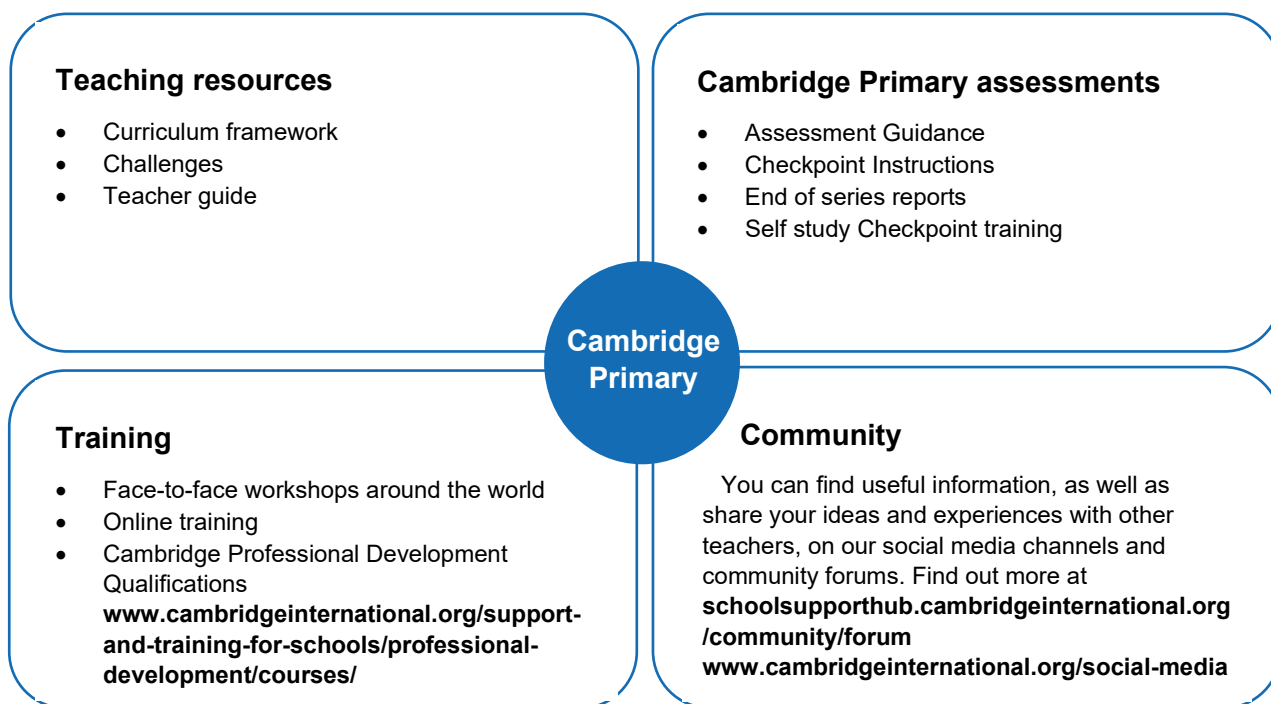 Teaching resources
• Curriculum framework
• Challenges
• Teacher guide
Cambridge Primary assessments
• Assessment Guidance
• Checkpoint Instructions
• End of series reports
• Self study Checkpoint training
Cambridge
Primary
Training
• Face-to-face workshops around the world
• Online training
• Cambridge Professional Development
Qualifications
www.cambridgeinternational.org/support-
and-training-for-schools/professional-
development/courses/
Community
You can find useful information, as well as
share your ideas and experiences with other
teachers, on our social media channels and
community forums. Find out more at
schoolsupporthub.cambridgeinternational.org
/community/forum
www.cambridgeinternational.org/social-media